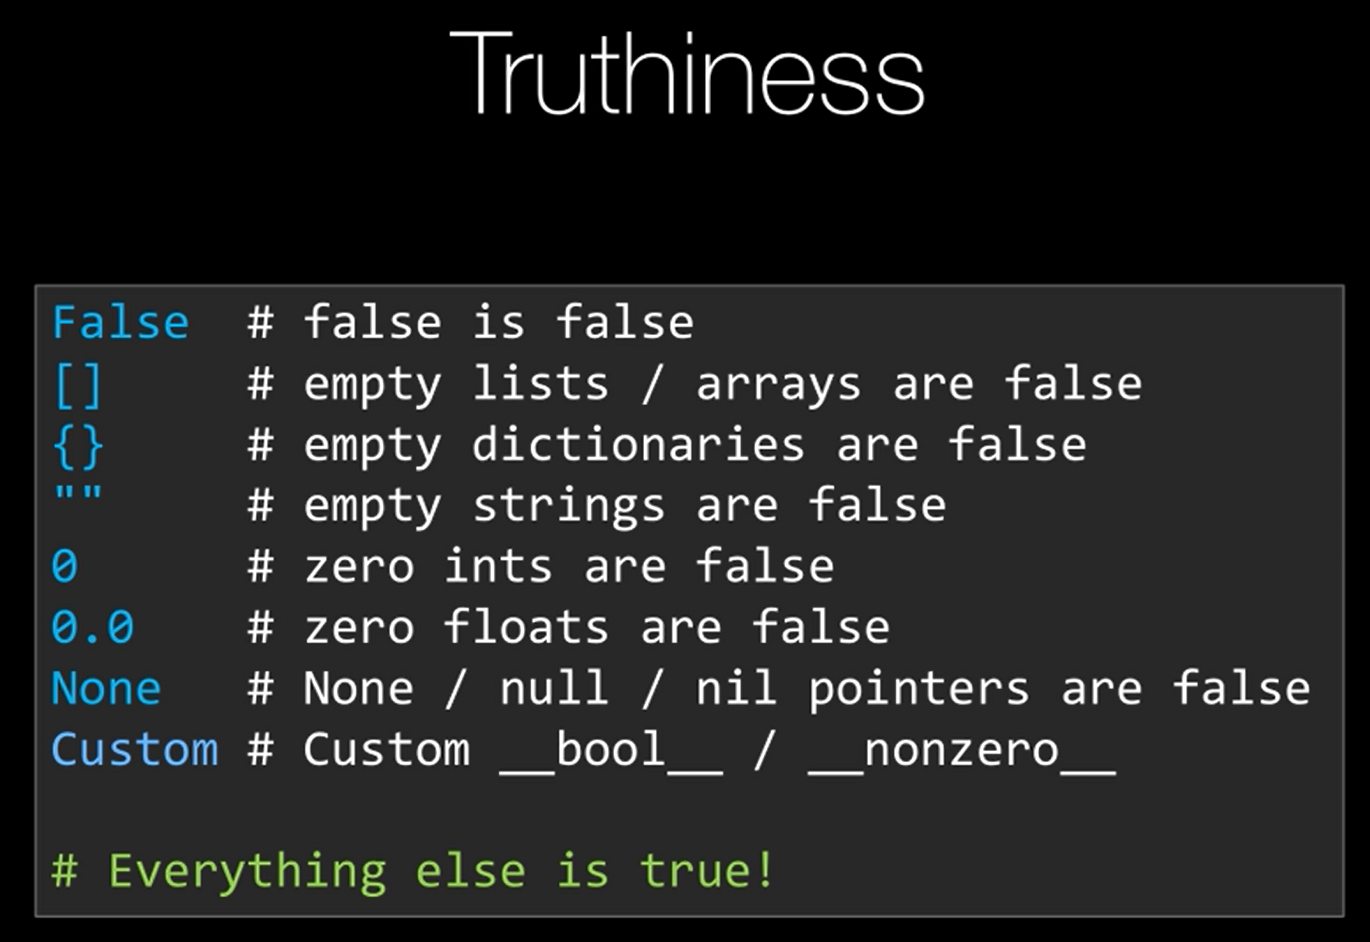 Truthiness
False # false is false
[] # empty lists / arrays are false
{} # empty dictionaries are false
"" # empty strings are false
0 # zero ints are false
0.0 # zero floats are false
None # None / null / nil pointers are false
Custom # Custom __bool__ / __nonzero__
# Everything else is true!